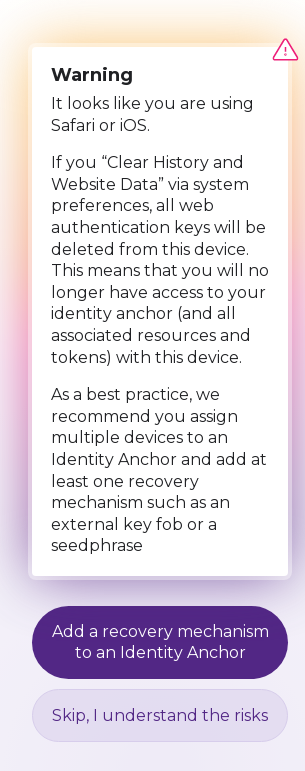 Warning
It looks like you are using
Safari or iOS.
If you “Clear History and
Website Data” via system
preferences, all web
authentication keys will be
deleted from this device.
This means that you will no
longer have access to your
identity anchor (and all
associated resources and
tokens) with this device.
As a best practice, we
recommend you assign
multiple devices to an
Identity Anchor and add at
least one recovery
mechanism such as an
external key fob or a
seedphrase
Add a recovery mechanism
to an Identity Anchor
Skip, I understand the risks